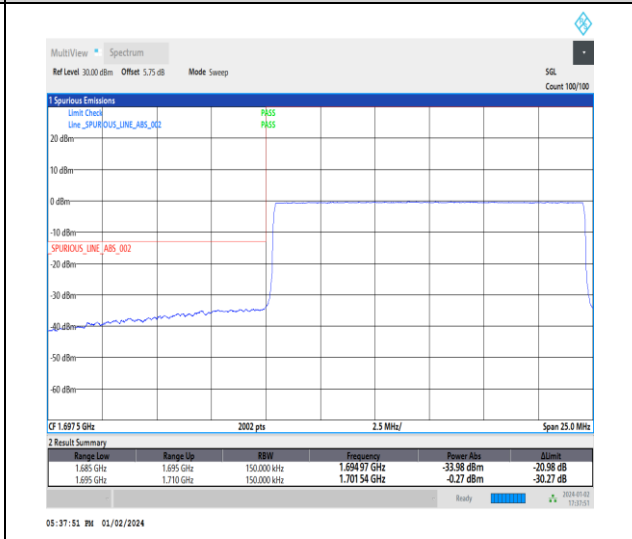 MultiView Spectrum
Ref Level 30.00 dBm Offset 5.75 dB Mode Sweep SGL
Count 100/100
1 Spurious Emissions
Limit Check PASS
Line _SPURIOUS_LINE_ABS_002 PASS
20 dBm
10 dBm
0 dBm
-10 dBm
_SPURIOUS_LINE_ABS_002
-20 dBm
-30 dBm
-40 dBm
-50 dBm
-60 dBm
CF 1.697 5 GHz 2002 pts 2.5 MHz/ Span 25.0 MHz
2 Result Summary
Range Low Range Up RBW Frequency Power Abs ΔLimit
1.685 GHz 1.695 GHz 150.000 kHz 1.694 97 GHz -33.98 dBm -20.98 dB
1.695 GHz 1.710 GHz 150.000 kHz 1.701 54 GHz -0.27 dBm -30.27 dB
Ready 2024-01-02
17:37:51
05:37:51 PM 01/02/2024